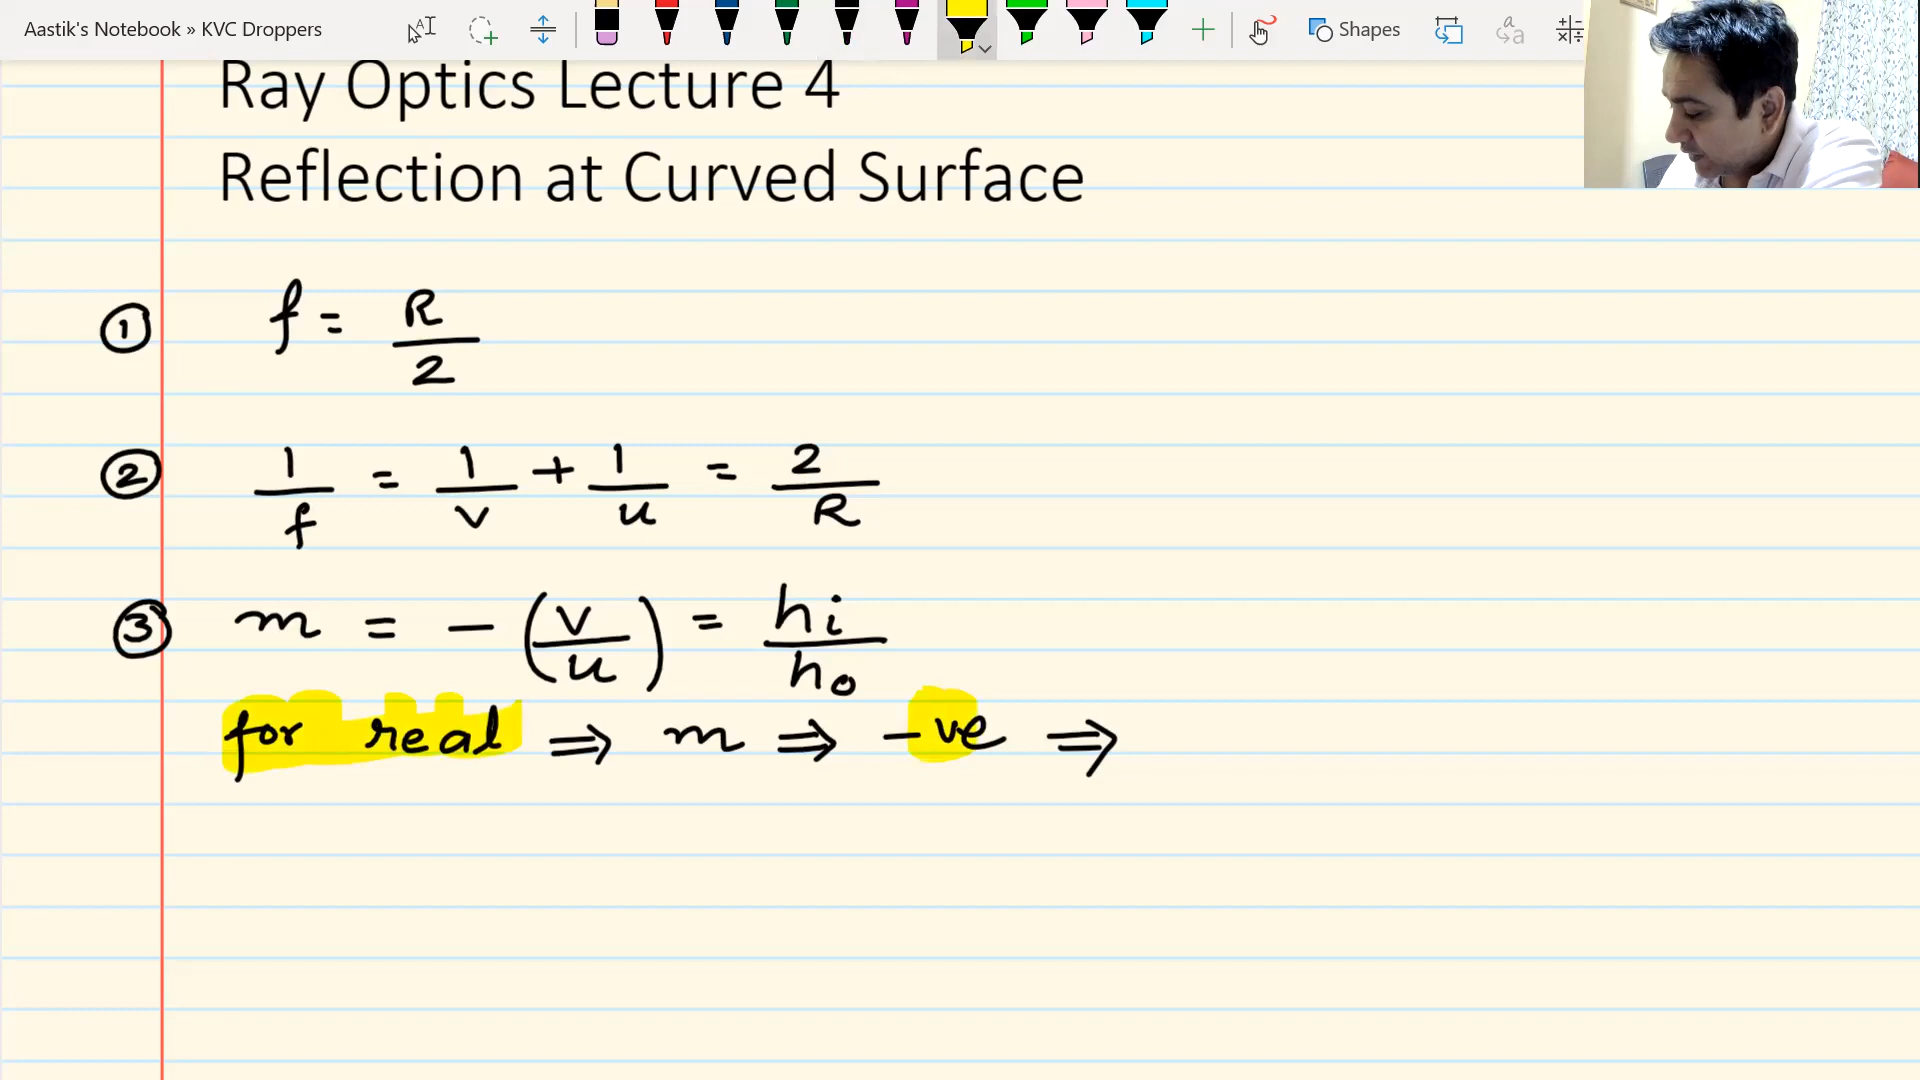 Aastik's Notebook » KVC Droppers
Shapes
Ray Optics Lecture 4
Reflection at Curved Surface
① f = R/2
② 1/f = 1/v + 1/u = 2/R
③ m = - (v/u) = hi/ho
for real ⇒ m ⇒ -ve ⇒